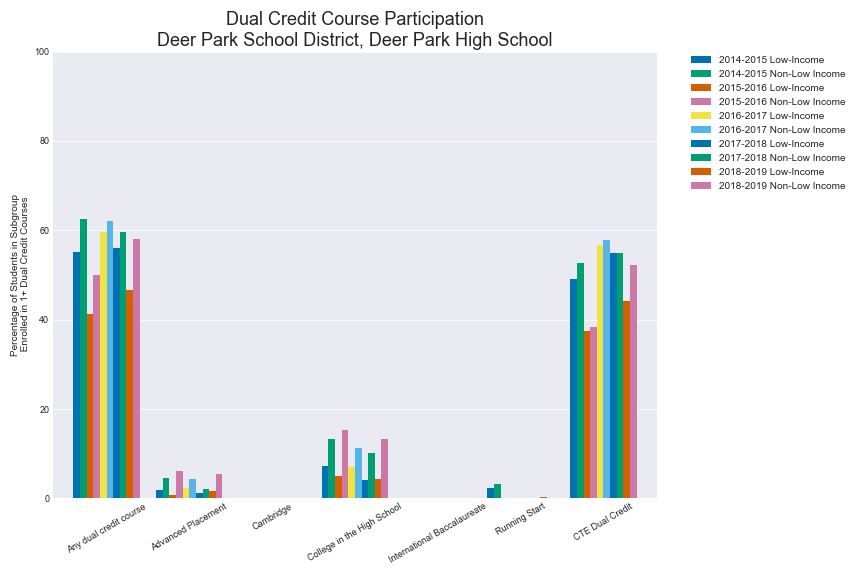 Dual Credit Course Participation
Deer Park School District, Deer Park High School
Percentage of Students in Subgroup
Enrolled in 1+ Dual Credit Courses
100
80
60
40
20
0
Any dual credit course
Advanced Placement
Cambridge
College in the High School
International Baccalaureate
Running Start
CTE Dual Credit
2014-2015 Low-Income
2014-2015 Non-Low Income
2015-2016 Low-Income
2015-2016 Non-Low Income
2016-2017 Low-Income
2016-2017 Non-Low Income
2017-2018 Low-Income
2017-2018 Non-Low Income
2018-2019 Low-Income
2018-2019 Non-Low Income